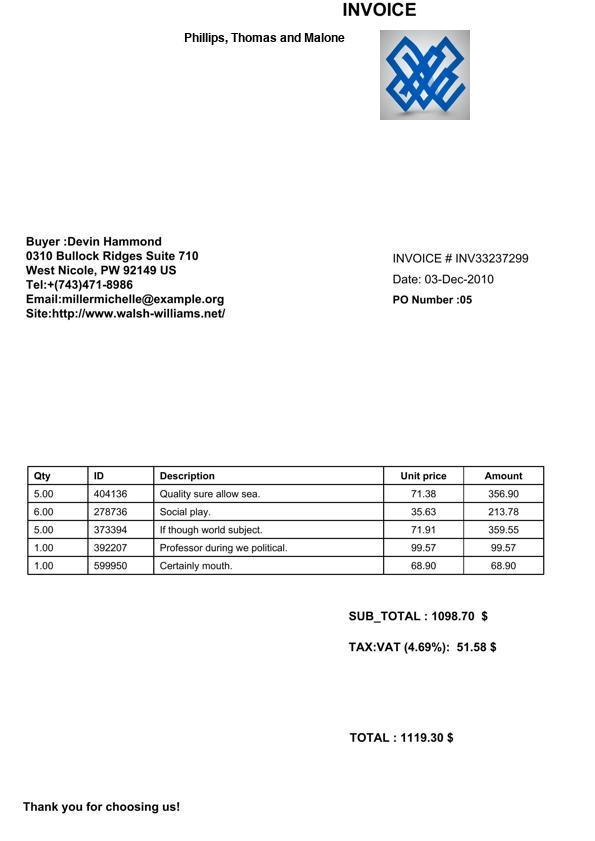 INVOICE
Phillips, Thomas and Malone
Buyer :Devin Hammond
0310 Bullock Ridges Suite 710
West Nicole, PW 92149 US
Tel:+(743)471-8986
Email:millermichelle@example.org
Site:http://www.walsh-williams.net/
INVOICE # INV33237299
Date: 03-Dec-2010
PO Number :05
Qty ID Description Unit price Amount
5.00 404136 Quality sure allow sea. 71.38 356.90
6.00 278736 Social play. 35.63 213.78
5.00 373394 If though world subject. 71.91 359.55
1.00 392207 Professor during we political. 99.57 99.57
1.00 599950 Certainly mouth. 68.90 68.90
SUB_TOTAL : 1098.70 $
TAX:VAT (4.69%): 51.58 $
TOTAL : 1119.30 $
Thank you for choosing us!